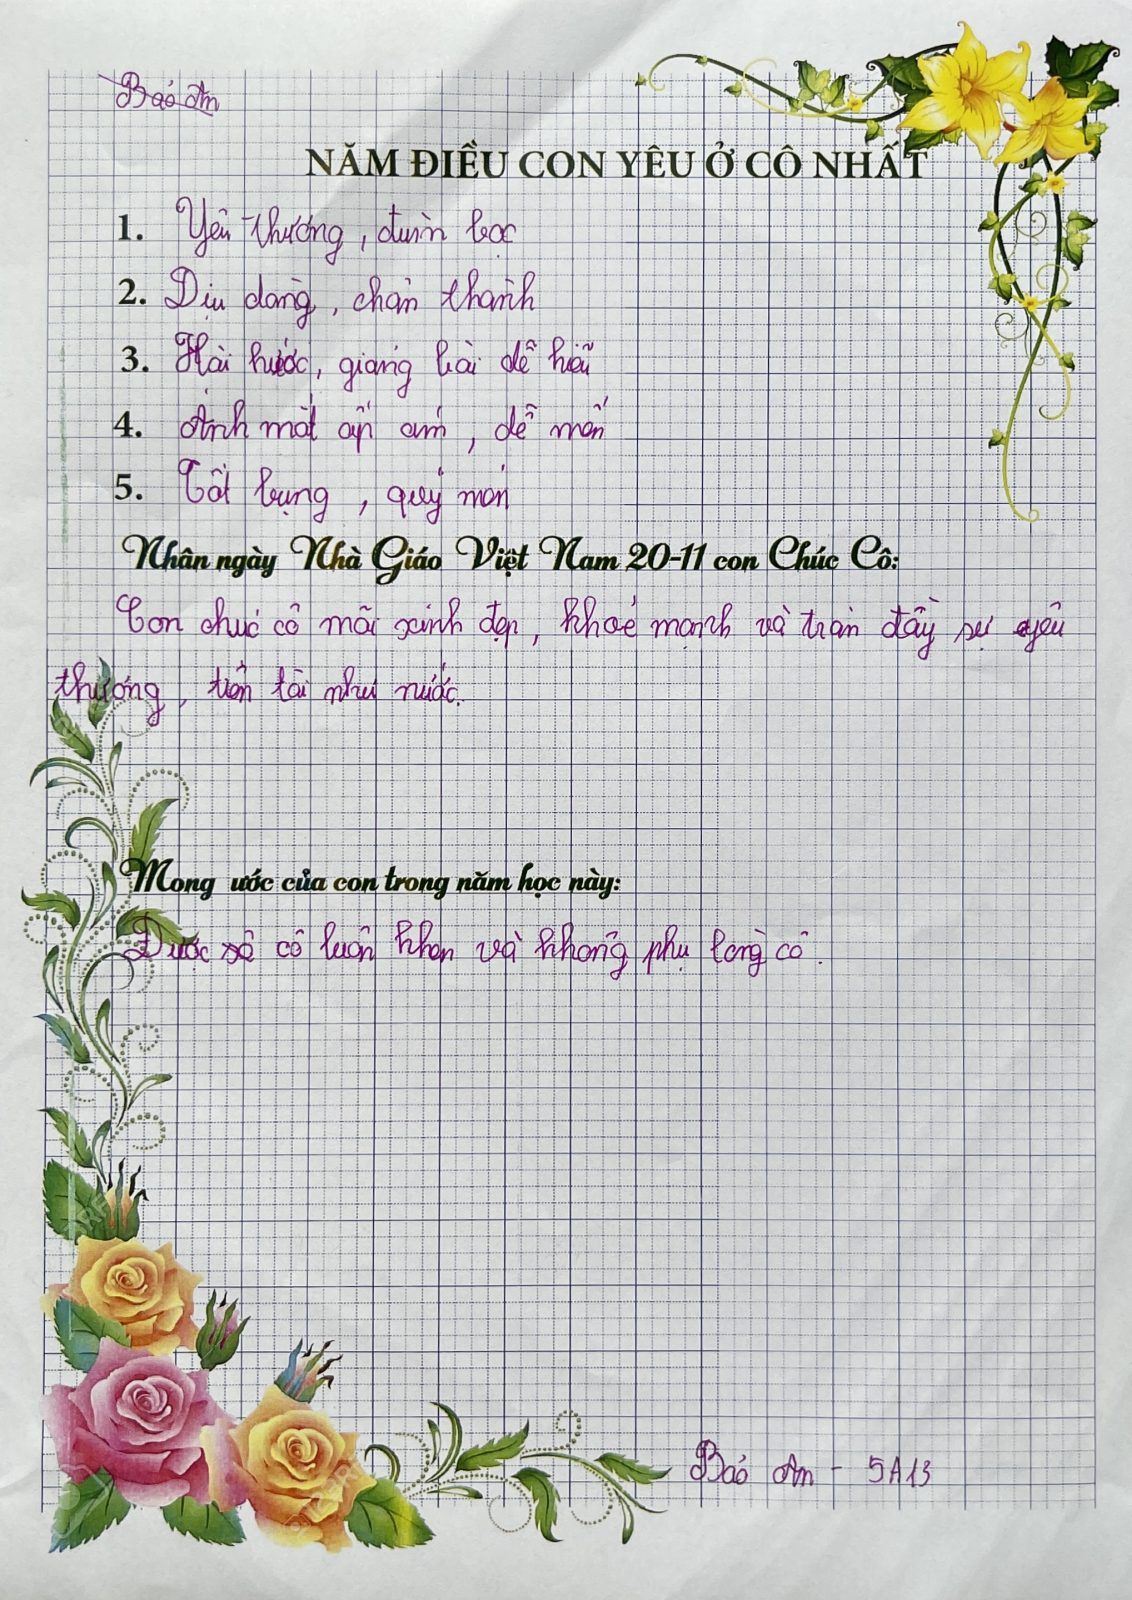 Bảo An
NĂM ĐIỀU CON YÊU Ở CÔ NHẤT
1. Yêu thương, đùm bọc
2. Dịu dàng, chân thành
3. Hài hước, giảng bài dễ hiểu
4. Ánh mắt ấm áp, dễ mến
5. Tốt bụng, quý mến
Nhân ngày Nhà Giáo Việt Nam 20-11 con Chúc Cô:
Con chúc cô mãi xinh đẹp, khoẻ mạnh và tràn đầy sự yêu
thương, tiền tài như nước.
Mong ước của con trong năm học này:
Được cô luôn khen và không phụ lòng cô.
Bảo An - 5A13